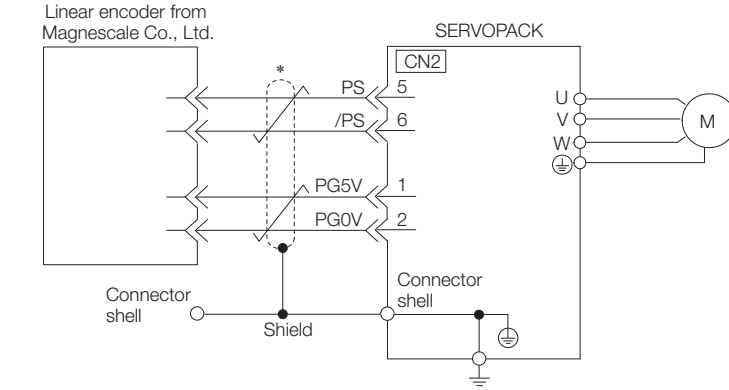 Linear encoder from
Magnescale Co., Ltd.
SERVOPACK
CN2
*
PS 5
/PS 6
PG5V 1
PG0V 2
U
V
W
M
Connector
shell
Shield
Connector
shell